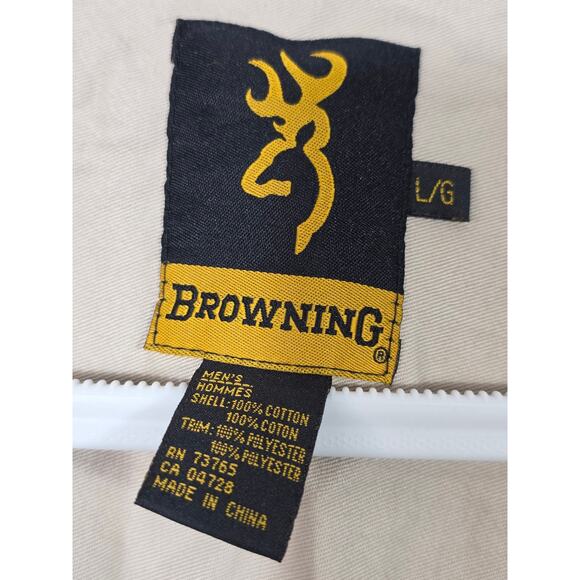 L/G
BROWNING®
MEN'S
HOMMES
SHELL:100% COTTON
100% COTON
TRIM:100% POLYESTER
100% POLYESTER
RN 73765
CA 04728
MADE IN CHINA